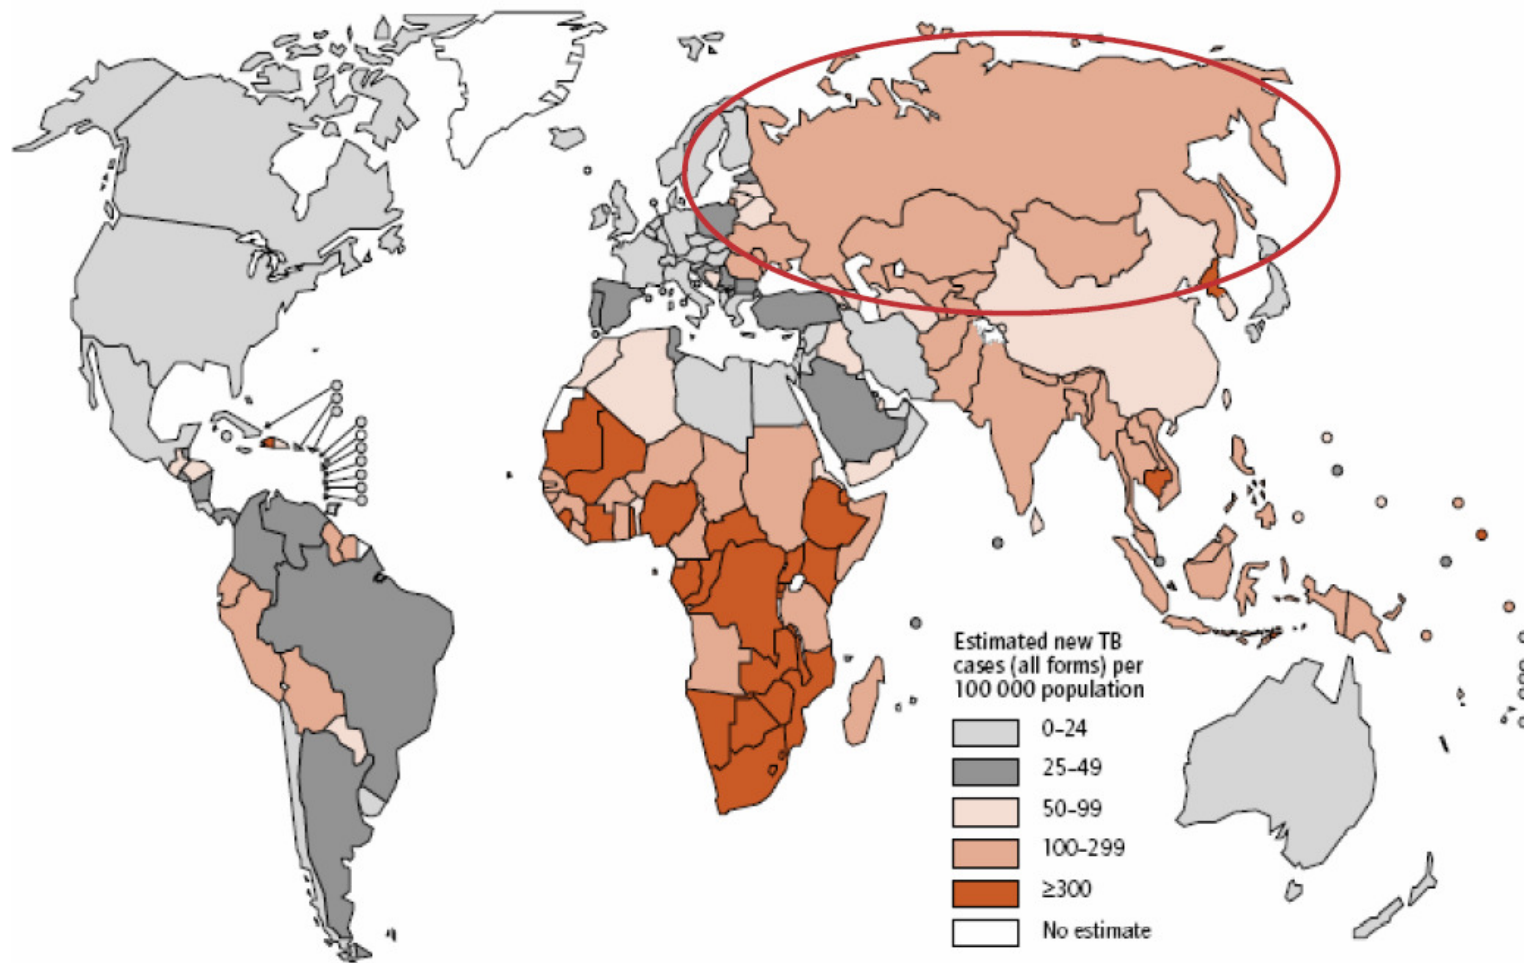 Estimated new TB
cases (all forms) per
100 000 population
0–24
25–49
50–99
100–299
≥300
No estimate